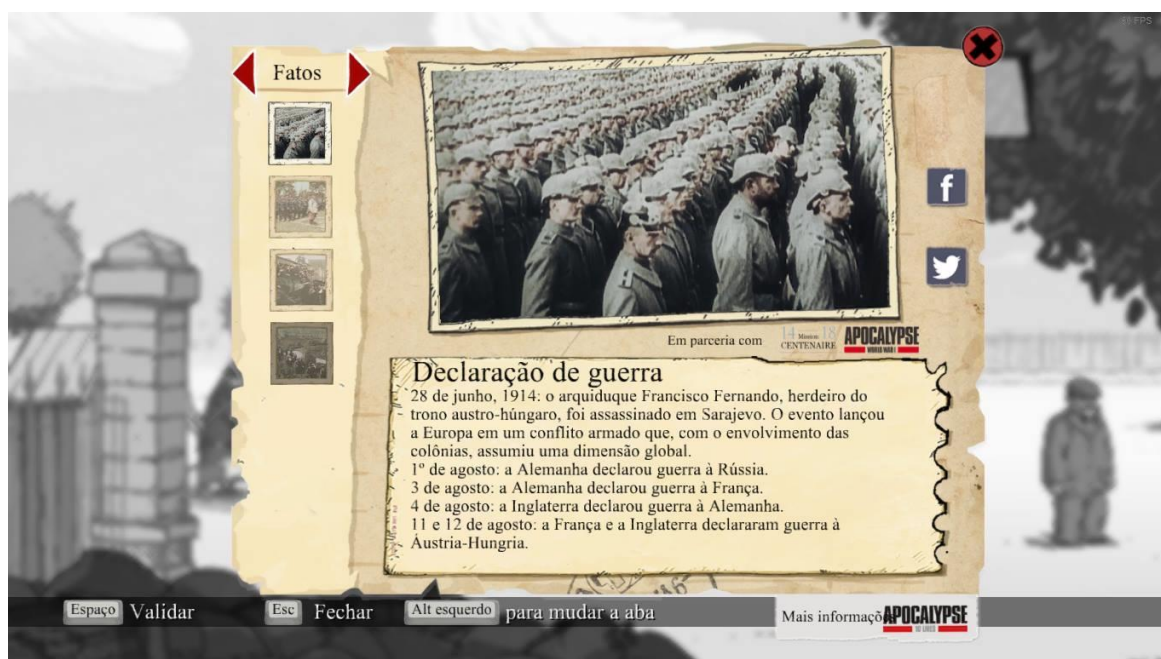 FPS
Fatos
Em parceria com
14 Mission 18
CENTENAIRE
APOCALYPSE
WORLD WAR I
Declaração de guerra
28 de junho, 1914: o arquiduque Francisco Fernando, herdeiro do
trono austro-húngaro, foi assassinado em Sarajevo. O evento lançou
a Europa em um conflito armado que, com o envolvimento das
colônias, assumiu uma dimensão global.
1º de agosto: a Alemanha declarou guerra à Rússia.
3 de agosto: a Alemanha declarou guerra à França.
4 de agosto: a Inglaterra declarou guerra à Alemanha.
11 e 12 de agosto: a França e a Inglaterra declararam guerra à
Áustria-Hungria.
Espaço Validar
Esc Fechar
Alt esquerdo para mudar a aba
Mais informaçõ
APOCALYPSE